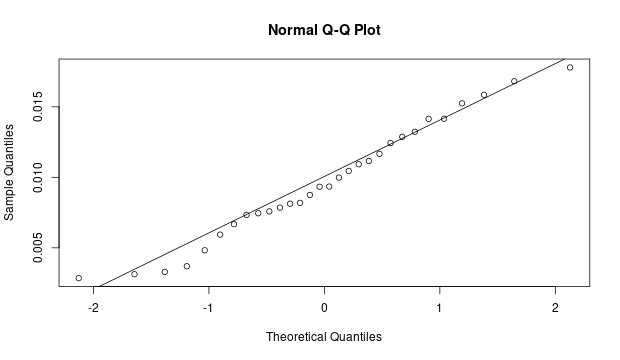 Normal Q-Q Plot
Sample Quantiles
0.015
0.010
0.005
-2 -1 0 1 2
Theoretical Quantiles